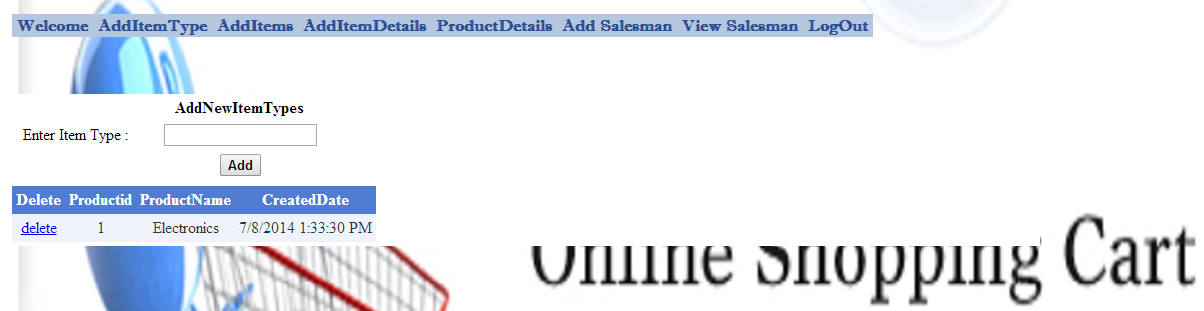 Welcome AddItemType AddItems AddItemDetails ProductDetails Add Salesman View Salesman LogOut
AddNewItemTypes
Enter Item Type :
Add
Delete Productid ProductName CreatedDate
delete 1 Electronics 7/8/2014 1:33:30 PM
Online Shopping Cart